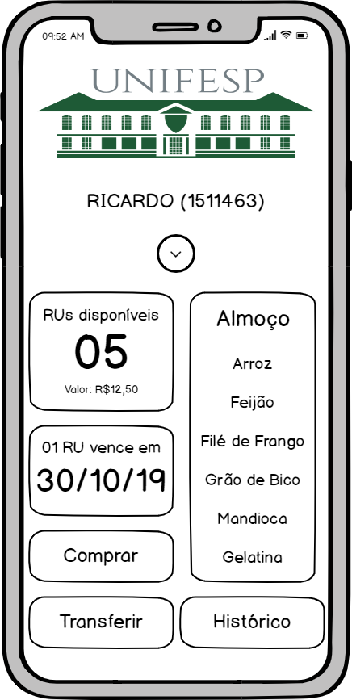 09:52 AM
UNIFESP
RICARDO (1511463)
RUs disponíveis
05
Valor: R$12,50
01 RU vence em
30/10/19
Comprar
Transferir
Almoço
Arroz
Feijão
Filé de Frango
Grão de Bico
Mandioca
Gelatina
Histórico